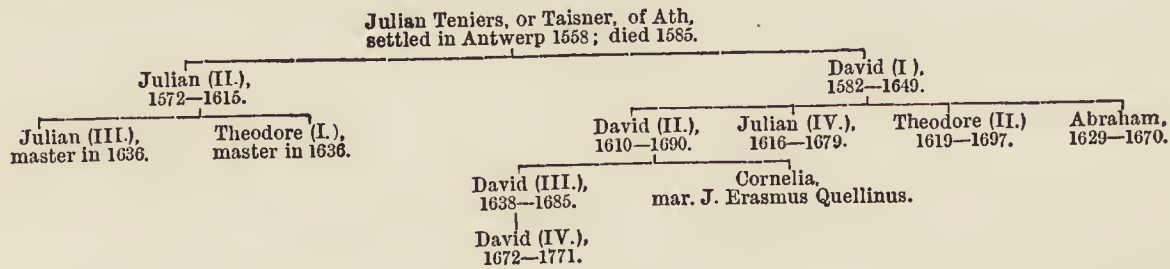 Julian Teniers, or Taisner, of Ath,
settled in Antwerp 1558; died 1585.
Julian (II.),
1572—1615.
David (I ),
1582—1649.
Julian (III.),
master in 1636.
Theodore (I.),
master in 1636.
David (II.),
1610—1690.
Julian (IV.),
1616—1679.
Theodore (II.)
1619—1697.
Abraham,
1629—1670.
David (III.),
1638—1685.
Cornelia,
mar. J. Erasmus Quellinus.
David (IV.),
1672—1771.